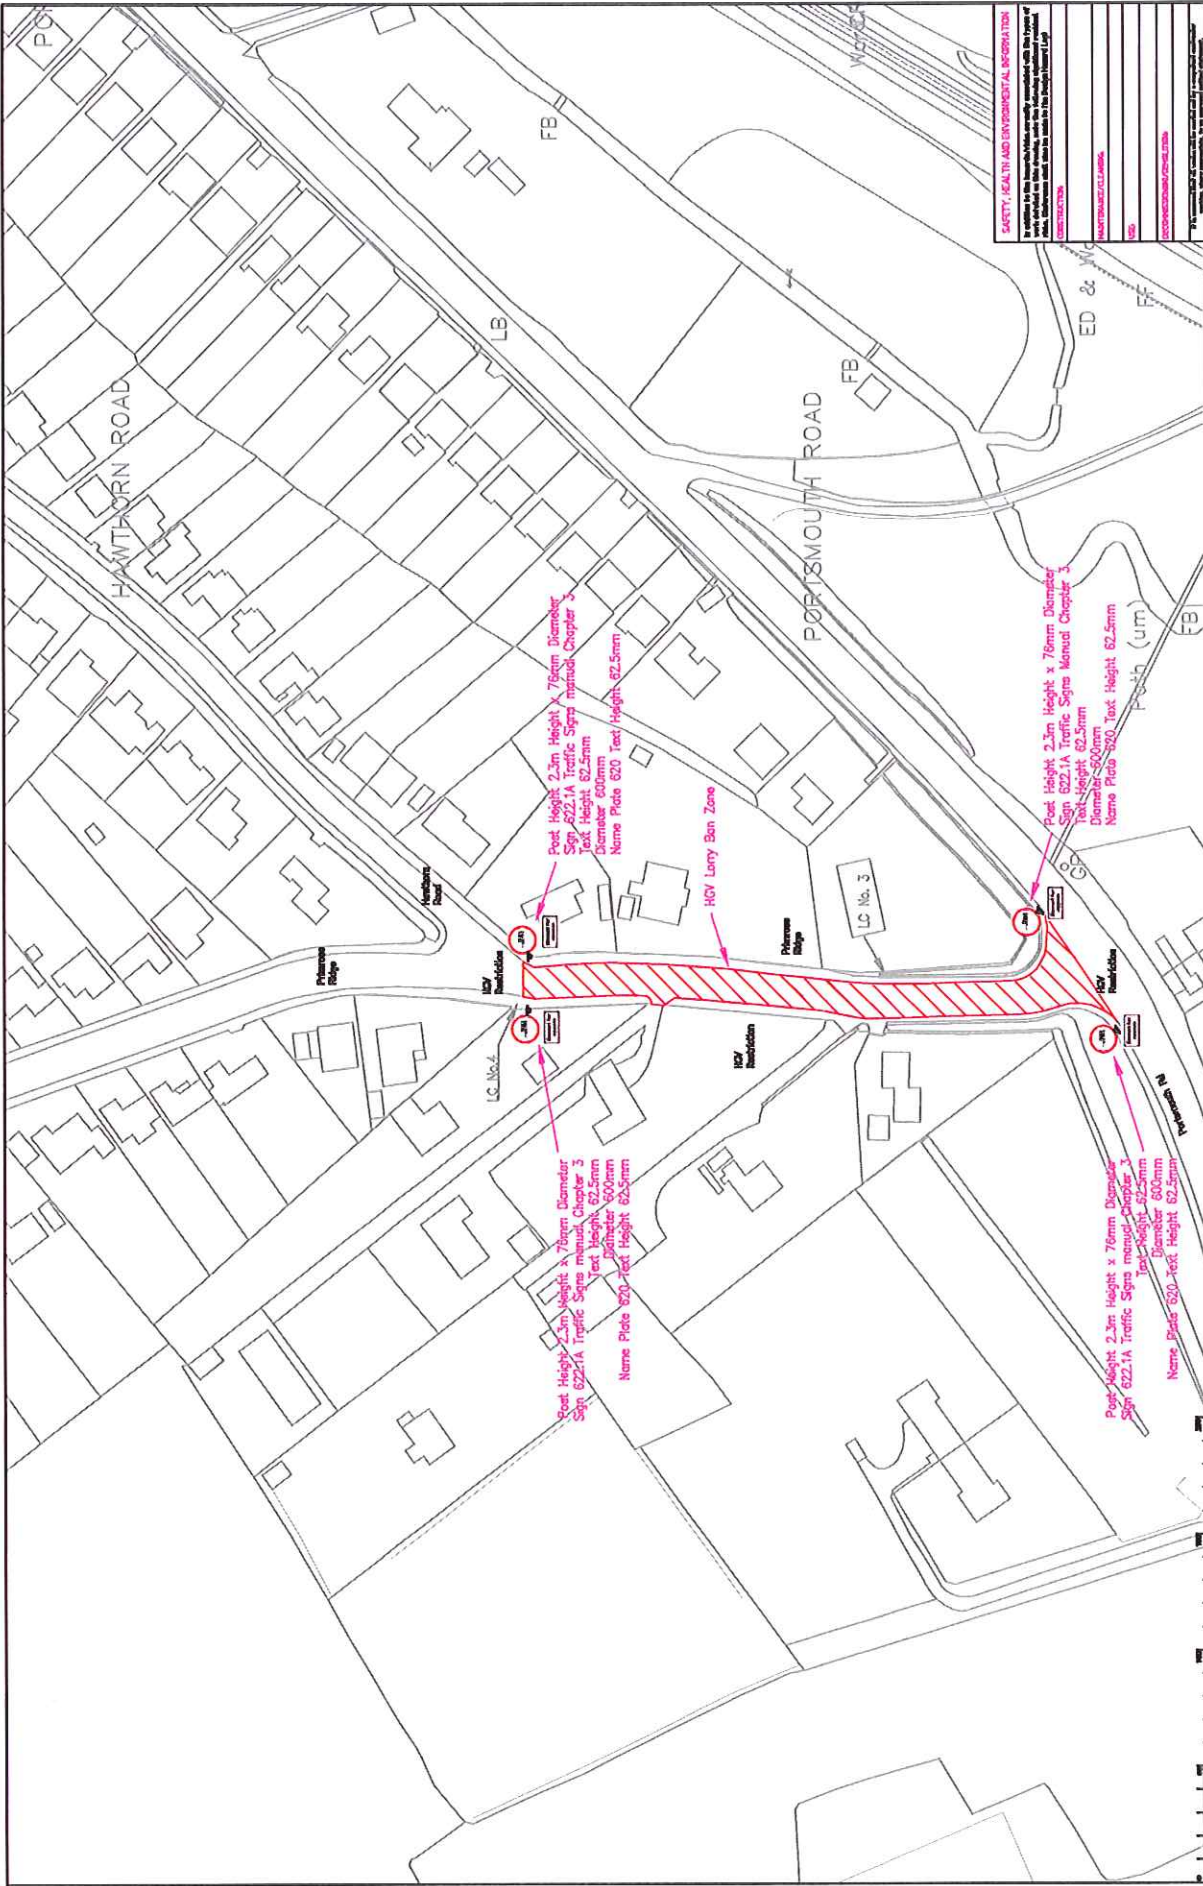 POR
HAWTHORN ROAD
FB
LB
FB
PORTSMOUTH ROAD
ED & W
FF
Path (um)
FB
GP
Hawthorn
Road
Primrose
Ridge
HGV
Restriction
LC No.4
Post Height 2.3m Height x 76mm Diameter
Sign 622.1A Traffic Signs manual Chapter 3
Text Height 62.5mm
Diameter 600mm
Name Plate 620 Text Height 62.5mm
Post Height 2.3m Height x 76mm Diameter
Sign 622.1A Traffic Signs manual Chapter 3
Text Height 62.5mm
Diameter 600mm
Name Plate 620 Text Height 62.5mm
HGV Lorry Ban Zone
Primrose
Ridge
HGV
Restriction
LC No. 3
Post Height 2.3m Height x 76mm Diameter
Sign 622.1A Traffic Signs Manual Chapter 3
Text Height 62.5mm
Diameter 600mm
Name Plate 620 Text Height 62.5mm
HGV
Restriction
Portsmouth Rd
Post Height 2.3m Height x 76mm Diameter
Sign 622.1A Traffic Signs manual Chapter 3
Text Height 62.5mm
Diameter 600mm
Name Plate 620 Text Height 62.5mm
SAFETY, HEALTH AND ENVIRONMENTAL INFORMATION
CONSTRUCTION
MAINTENANCE/CLEANING
USE
DECOMMISSIONING/DEMOLITION